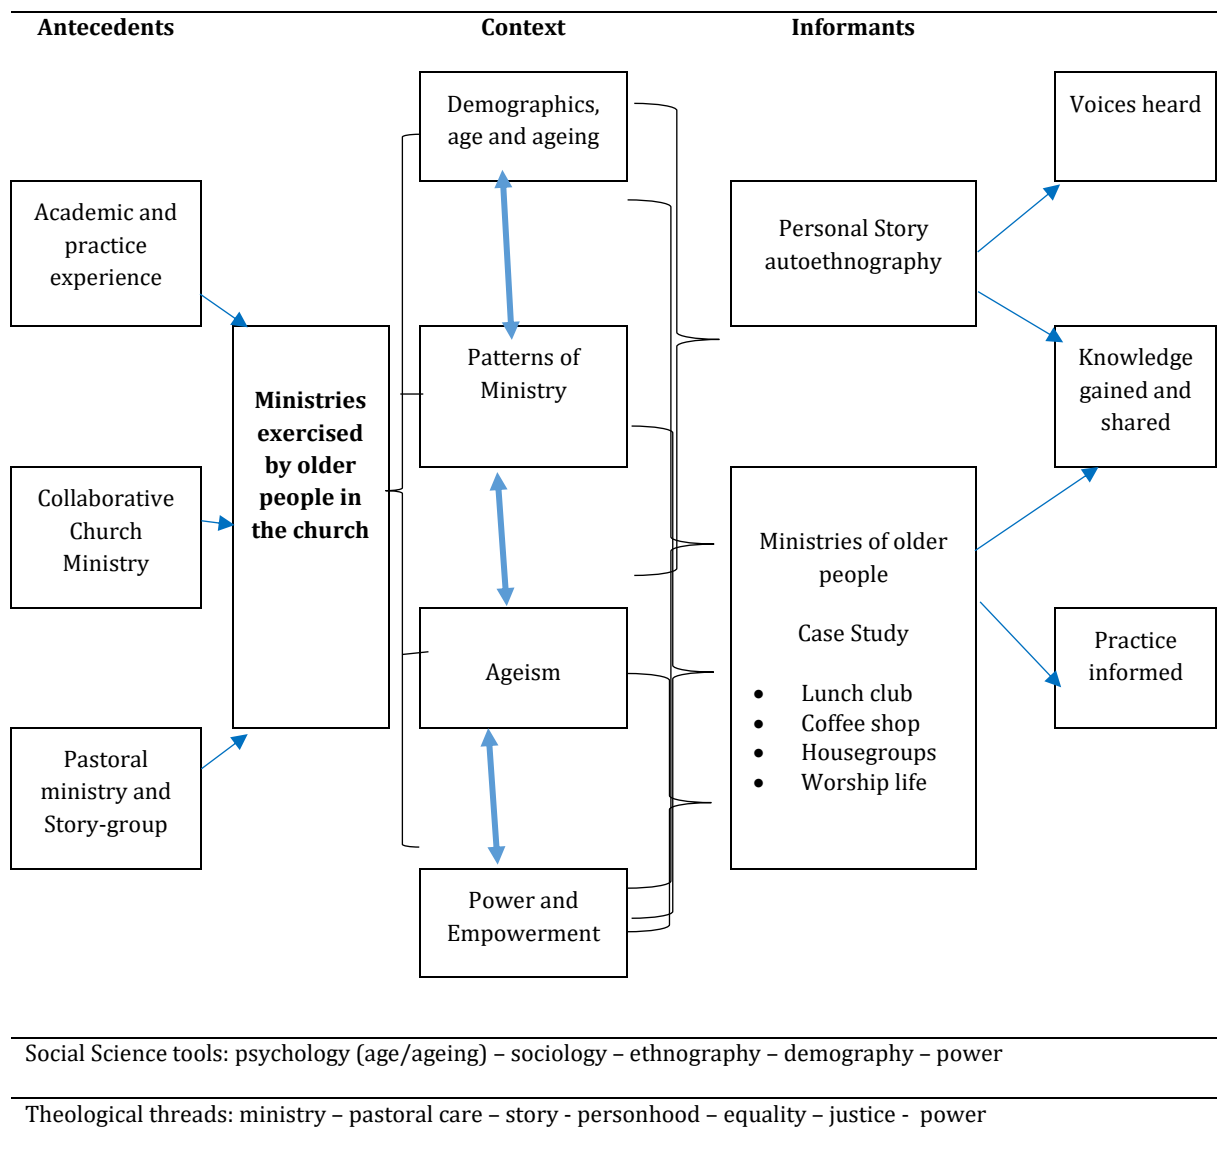 Antecedents
Context
Informants
Academic and
practice
experience
Collaborative
Church
Ministry
Pastoral
ministry and
Story-group
Ministries
exercised
by older
people in
the church
Demographics,
age and ageing
Patterns of
Ministry
Ageism
Power and
Empowerment
Personal Story
autoethnography
Ministries of older
people
Case Study
• Lunch club
• Coffee shop
• Housegroups
• Worship life
Voices heard
Knowledge
gained and
shared
Practice
informed
Social Science tools: psychology (age/ageing) – sociology – ethnography – demography – power
Theological threads: ministry – pastoral care – story - personhood – equality – justice - power